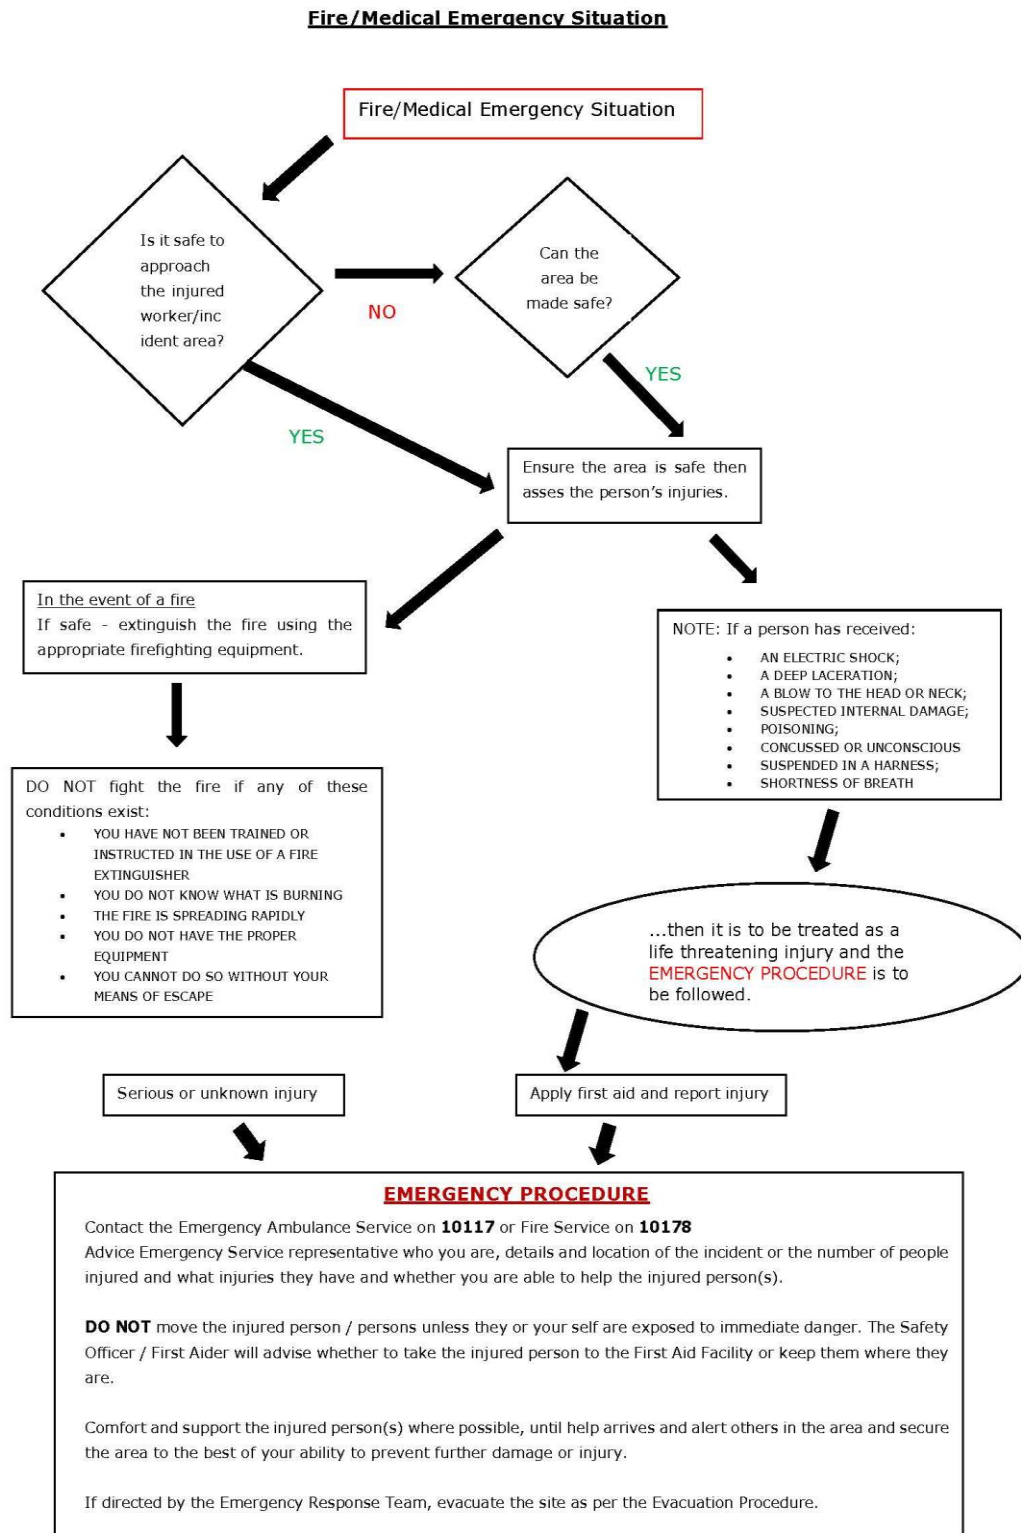 Fire/Medical Emergency Situation
Fire/Medical Emergency Situation
Is it safe to
approach
the injured
worker/inc
ident area?
NO
Can the
area be
made safe?
YES
YES
Ensure the area is safe then
asses the person's injuries.
In the event of a fire
If safe - extinguish the fire using the
appropriate firefighting equipment.
NOTE: If a person has received:
• AN ELECTRIC SHOCK;
• A DEEP LACERATION;
• A BLOW TO THE HEAD OR NECK;
• SUSPECTED INTERNAL DAMAGE;
• POISONING;
• CONCUSSED OR UNCONSCIOUS
• SUSPENDED IN A HARNESS;
• SHORTNESS OF BREATH
DO NOT fight the fire if any of these
conditions exist:
• YOU HAVE NOT BEEN TRAINED OR
INSTRUCTED IN THE USE OF A FIRE
EXTINGUISHER
• YOU DO NOT KNOW WHAT IS BURNING
• THE FIRE IS SPREADING RAPIDLY
• YOU DO NOT HAVE THE PROPER
EQUIPMENT
• YOU CANNOT DO SO WITHOUT YOUR
MEANS OF ESCAPE
...then it is to be treated as a
life threatening injury and the
EMERGENCY PROCEDURE is to
be followed.
Serious or unknown injury
Apply first aid and report injury
EMERGENCY PROCEDURE
Contact the Emergency Ambulance Service on 10117 or Fire Service on 10178
Advice Emergency Service representative who you are, details and location of the incident or the number of people
injured and what injuries they have and whether you are able to help the injured person(s).
DO NOT move the injured person / persons unless they or your self are exposed to immediate danger. The Safety
Officer / First Aider will advise whether to take the injured person to the First Aid Facility or keep them where they
are.
Comfort and support the injured person(s) where possible, until help arrives and alert others in the area and secure
the area to the best of your ability to prevent further damage or injury.
If directed by the Emergency Response Team, evacuate the site as per the Evacuation Procedure.